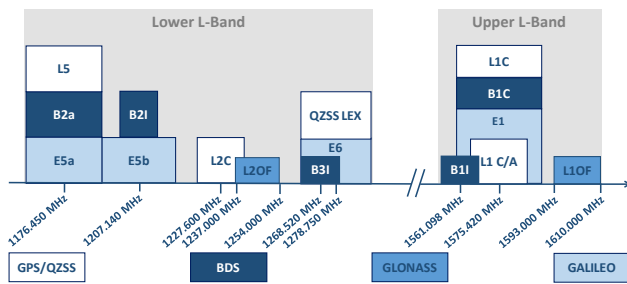 Lower L-Band
Upper L-Band
L5
L1C
B2a
B2I
QZSS LEX
B1C
E1
E5a
E5b
L2C
L2OF
E6
B3I
B1I
L1 C/A
L1OF
1176.450 MHz
1207.140 MHz
1227.600 MHz
1237.000 MHz
1254.000 MHz
1268.520 MHz
1278.750 MHz
1561.098 MHz
1575.420 MHz
1593.000 MHz
1610.000 MHz
GPS/QZSS
BDS
GLONASS
GALILEO